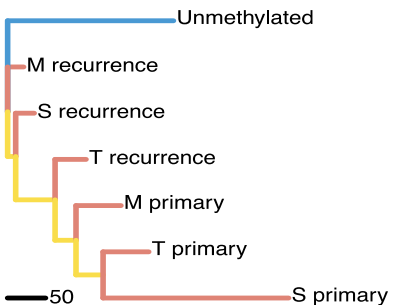 Unmethylated
M recurrence
S recurrence
T recurrence
M primary
T primary
50
S primary